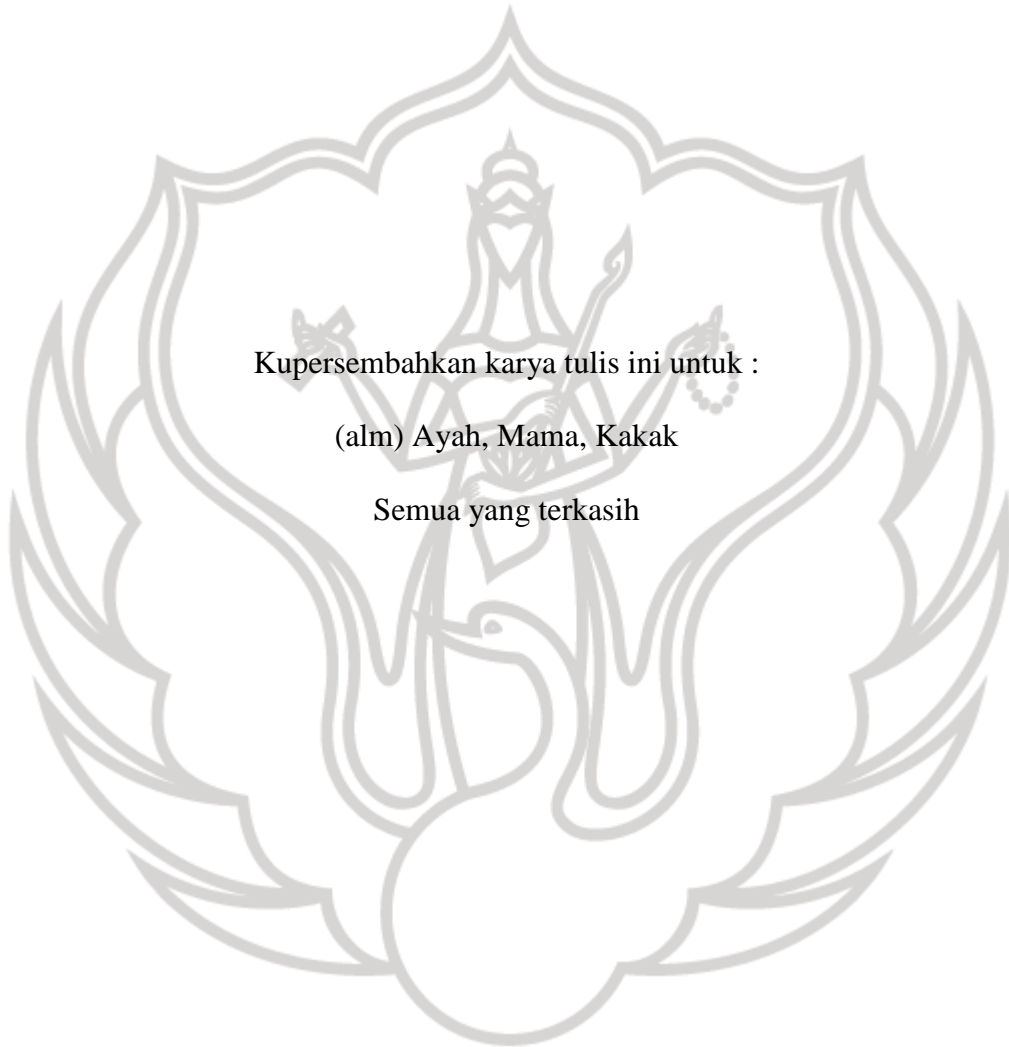 Kupersembahkan karya tulis ini untuk :
(alm) Ayah, Mama, Kakak
Semua yang terkasih